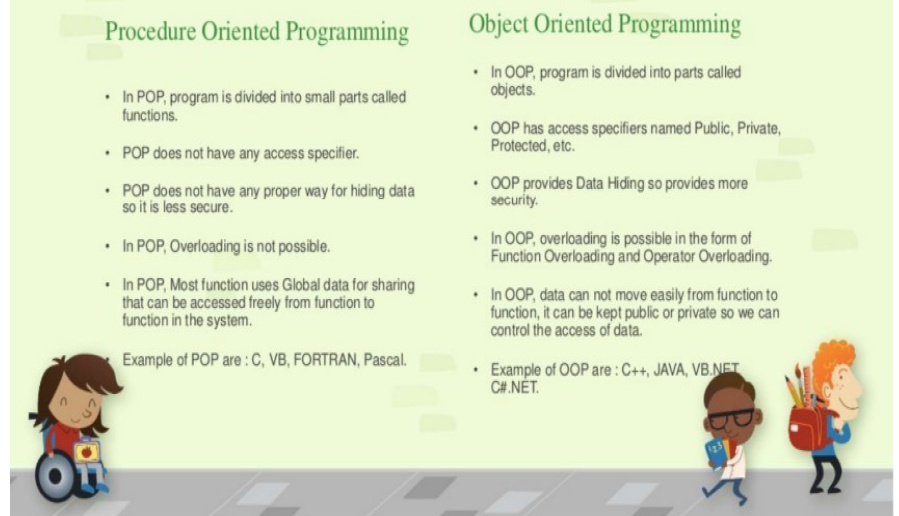 Procedure Oriented Programming
• In POP, program is divided into small parts called
functions.
• POP does not have any access specifier.
• POP does not have any proper way for hiding data
so it is less secure.
• In POP, Overloading is not possible.
• In POP, Most function uses Global data for sharing
that can be accessed freely from function to
function in the system.
Example of POP are : C, VB, FORTRAN, Pascal.
Object Oriented Programming
• In OOP, program is divided into parts called
objects.
• OOP has access specifiers named Public, Private,
Protected, etc.
• OOP provides Data Hiding so provides more
security.
• In OOP, overloading is possible in the form of
Function Overloading and Operator Overloading.
• In OOP, data can not move easily from function to
function, it can be kept public or private so we can
control the access of data.
• Example of OOP are : C++, JAVA, VB.NET
C#.NET.
123